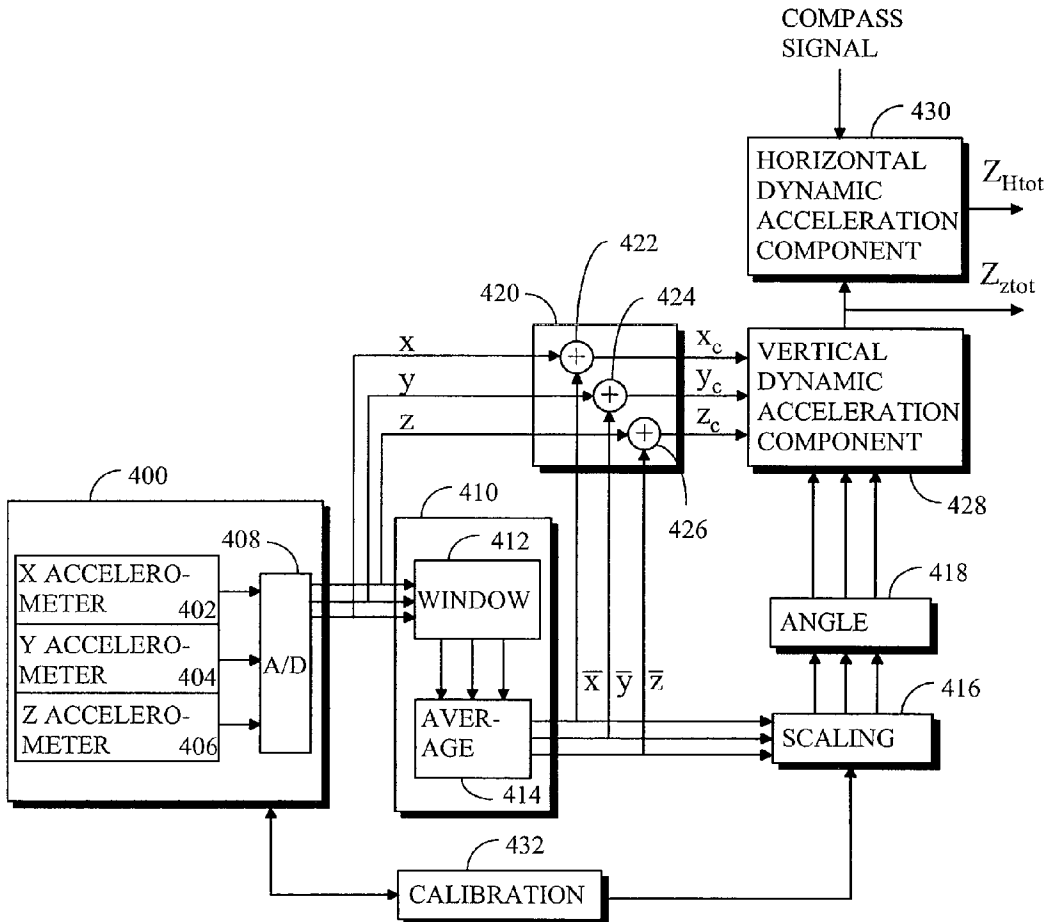 COMPASS
SIGNAL
430
HORIZONTAL
DYNAMIC
ACCELERATION
COMPONENT
Z_Htot
422
420
424
Z_ztot
x
x_c
y
y_c
z
z_c
+
+
+
VERTICAL
DYNAMIC
ACCELERATION
COMPONENT
426
428
400
410
408
412
X ACCELERO-
METER 402
Y ACCELERO-
METER 404
Z ACCELERO-
METER 406
A/D
WINDOW
418
ANGLE
x̄ ȳ z̄
416
AVER-
AGE
SCALING
414
432
CALIBRATION